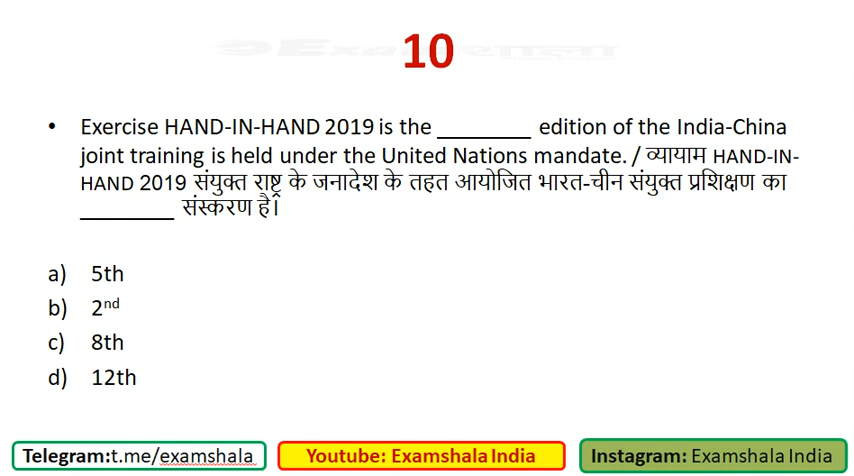 10
• Exercise HAND-IN-HAND 2019 is the ________ edition of the India-China
joint training is held under the United Nations mandate. / व्यायाम HAND-IN-
HAND 2019 संयुक्त राष्ट्र के जनादेश के तहत आयोजित भारत-चीन संयुक्त प्रशिक्षण का
________ संस्करण है।
a) 5th
b) 2nd
c) 8th
d) 12th
Telegram:t.me/examshala
Youtube: Examshala India
Instagram: Examshala India